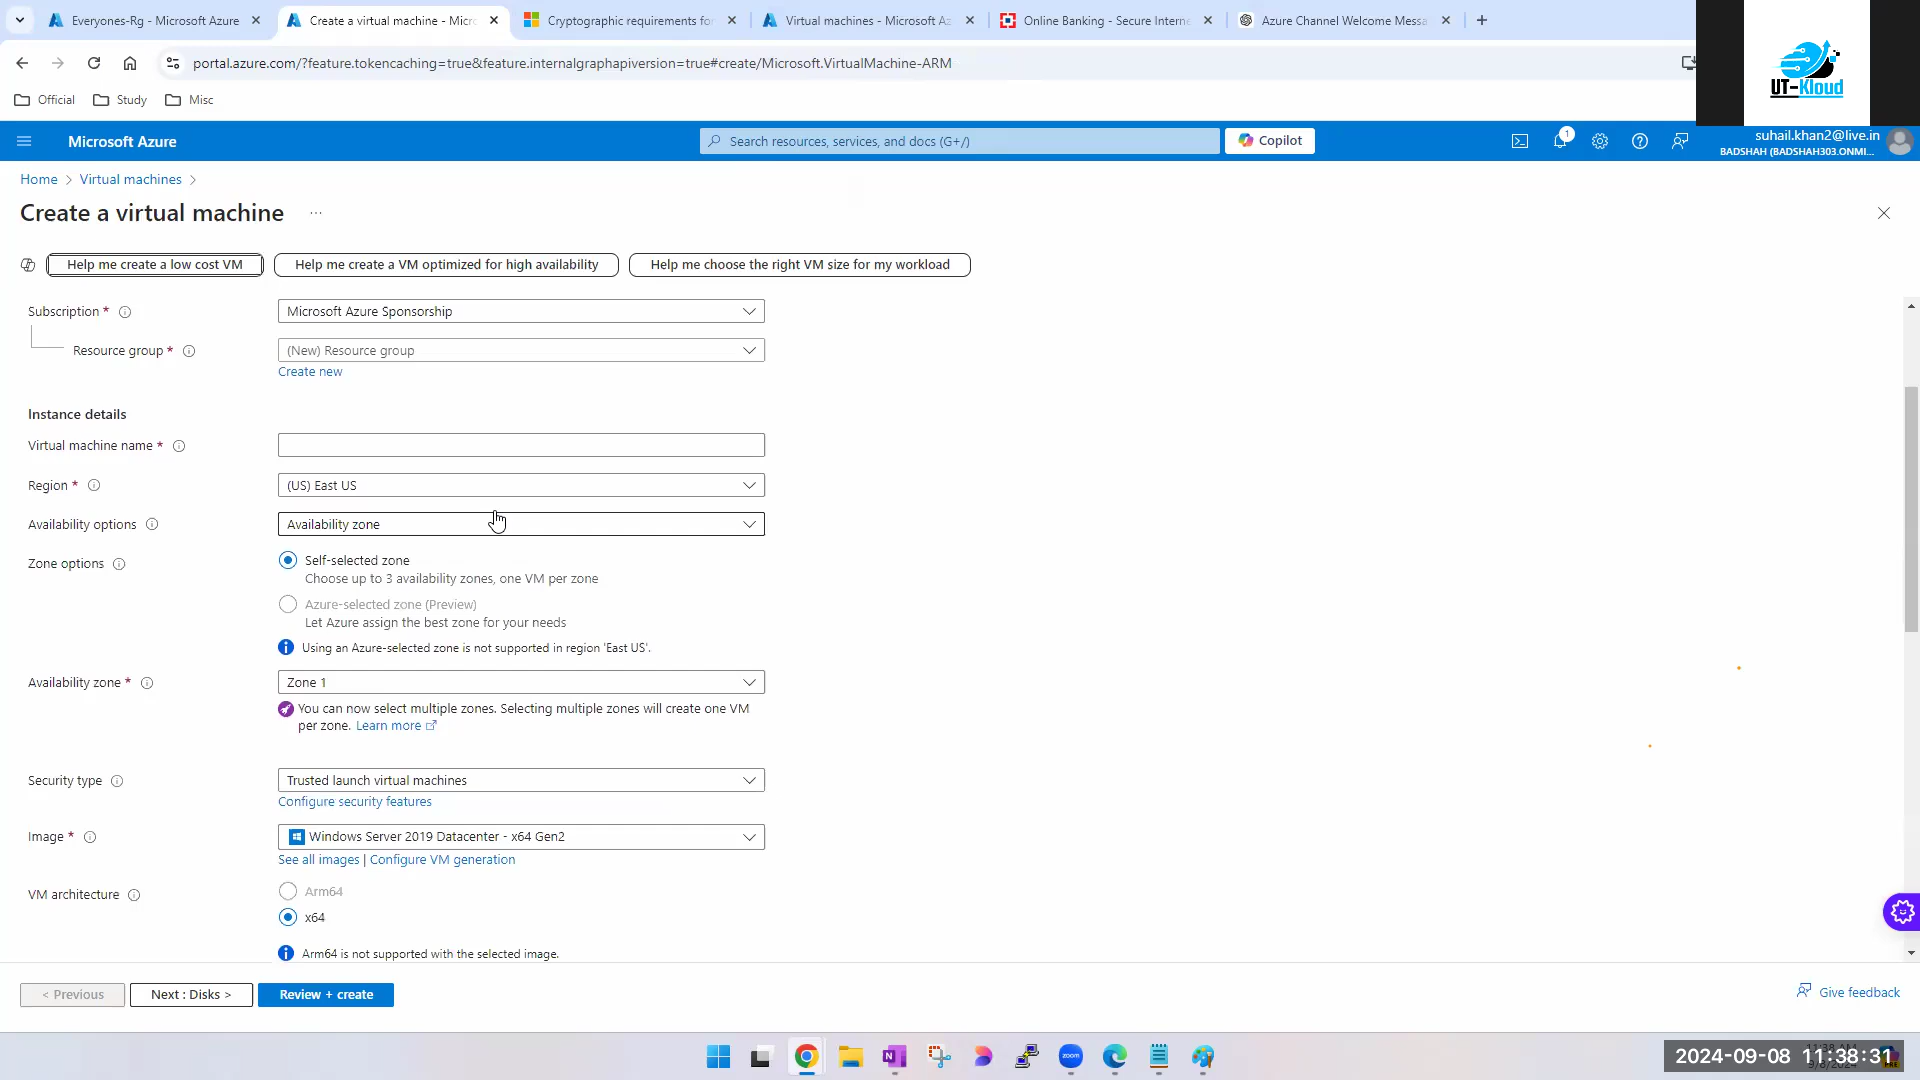 Everyones-Rg - Microsoft Azure
Create a virtual machine - Micr
Cryptographic requirements for
Virtual machines - Microsoft Az
Online Banking - Secure Interne
Azure Channel Welcome Messa
portal.azure.com/?feature.tokencaching=true&feature.internalgraphapiversion=true#create/Microsoft.VirtualMachine-ARM
Official
Study
Misc
UT-Kloud
Microsoft Azure
Search resources, services, and docs (G+/)
Copilot
1
suhail.khan2@live.in
BADSHAH (BADSHAH303.ONMI...
Home > Virtual machines >
Create a virtual machine ...
Help me create a low cost VM
Help me create a VM optimized for high availability
Help me choose the right VM size for my workload
Subscription *
Microsoft Azure Sponsorship
Resource group *
(New) Resource group
Create new
Instance details
Virtual machine name *
Region *
(US) East US
Availability options
Availability zone
Zone options
Self-selected zone
Choose up to 3 availability zones, one VM per zone
Azure-selected zone (Preview)
Let Azure assign the best zone for your needs
Using an Azure-selected zone is not supported in region 'East US'.
Availability zone *
Zone 1
You can now select multiple zones. Selecting multiple zones will create one VM
per zone. Learn more
Security type
Trusted launch virtual machines
Configure security features
Image *
Windows Server 2019 Datacenter - x64 Gen2
See all images | Configure VM generation
VM architecture
Arm64
x64
Arm64 is not supported with the selected image.
< Previous
Next : Disks >
Review + create
Give feedback
zoom
2024-09-08 11:38:31